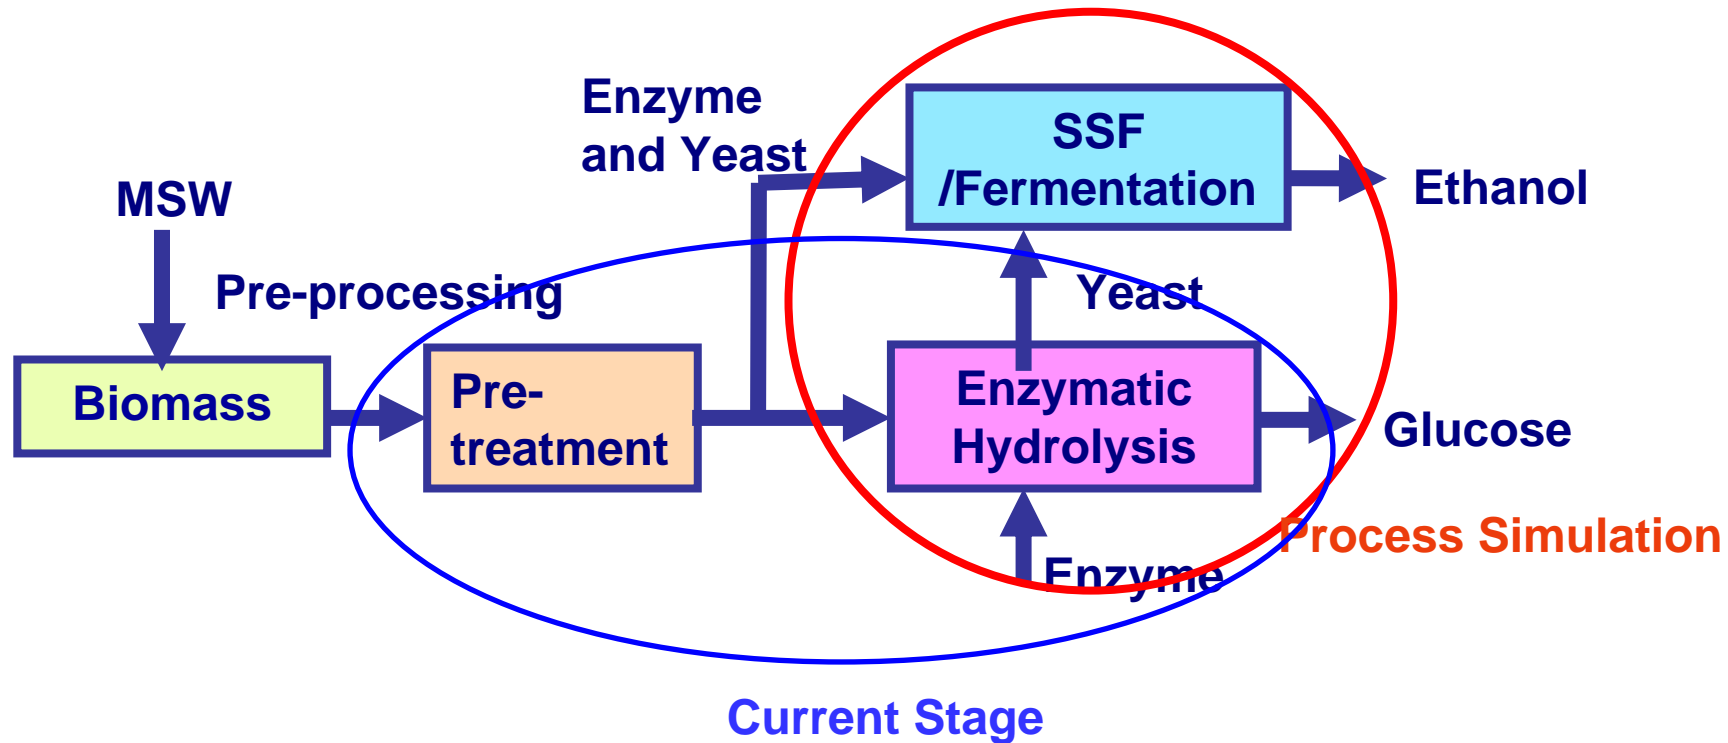 Enzyme
and Yeast
SSF
/Fermentation
Ethanol
MSW
Pre-processing
Yeast
Biomass
Pre-
treatment
Enzymatic
Hydrolysis
Glucose
Process Simulation
Enzyme
Current Stage